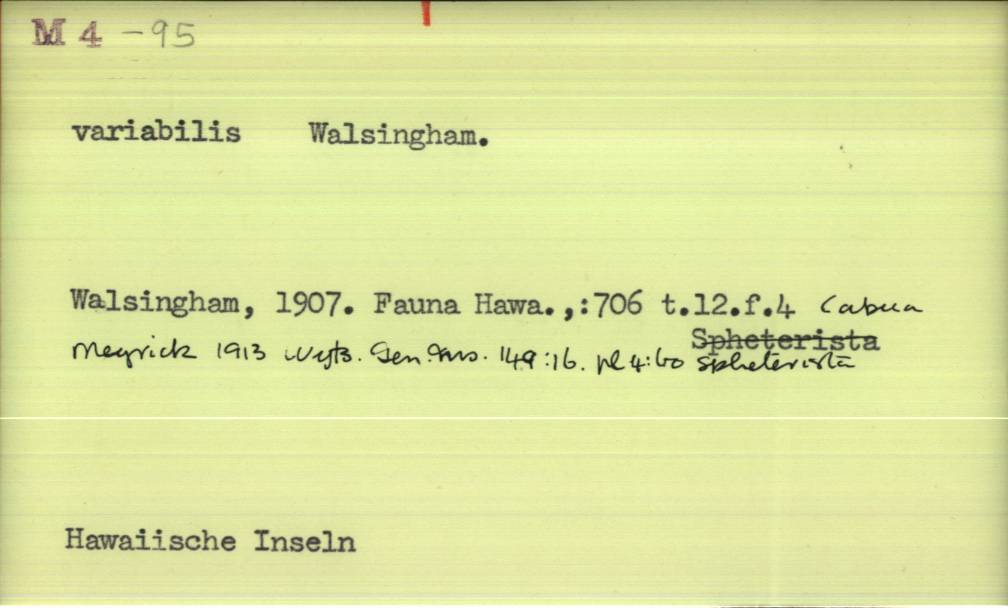 M 4 - 95
variabilis Walsingham.
Walsingham, 1907. Fauna Hawa.,:706 t.12.f.4 Cabera
Spheterista
Meyrick 1913 Wyts. Gen. Ins. 149:16. pl 4:60 Spheterista
Hawaiische Inseln